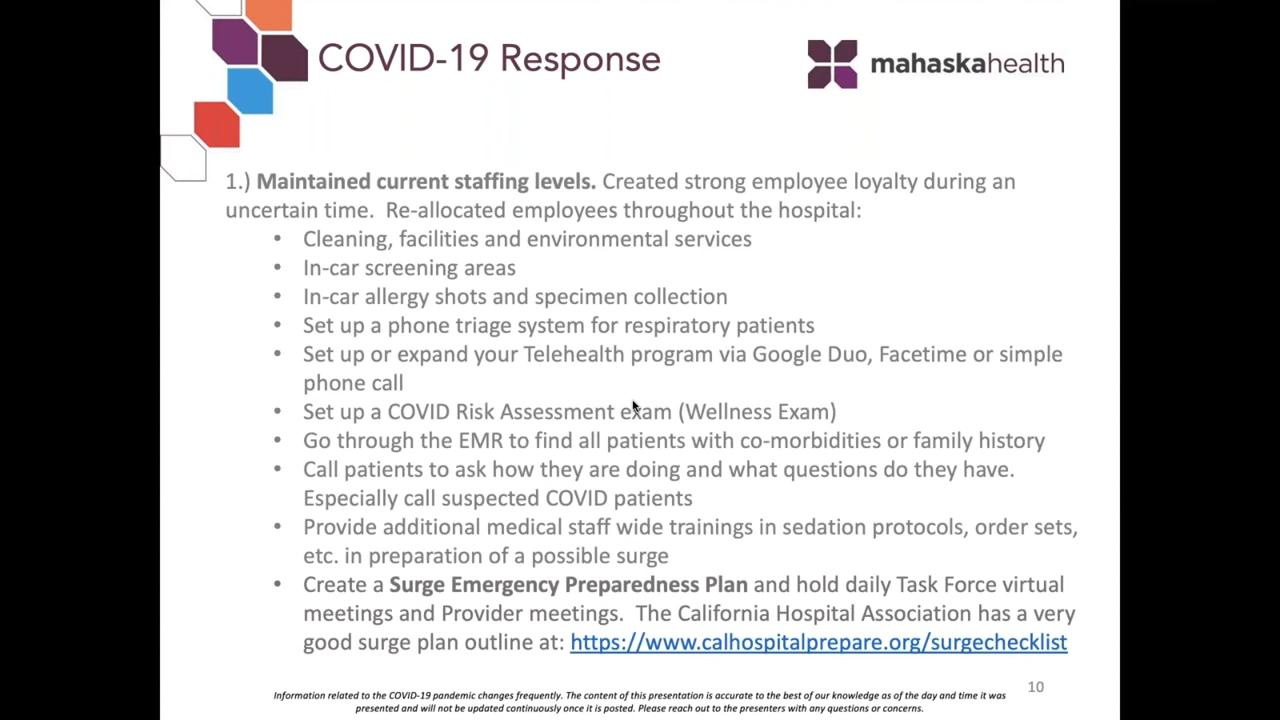 COVID-19 Response
mahaskahealth
1.) Maintained current staffing levels. Created strong employee loyalty during an
uncertain time.  Re-allocated employees throughout the hospital:
• Cleaning, facilities and environmental services
• In-car screening areas
• In-car allergy shots and specimen collection
• Set up a phone triage system for respiratory patients
• Set up or expand your Telehealth program via Google Duo, Facetime or simple
phone call
• Set up a COVID Risk Assessment exam (Wellness Exam)
• Go through the EMR to find all patients with co-morbidities or family history
• Call patients to ask how they are doing and what questions do they have.
Especially call suspected COVID patients
• Provide additional medical staff wide trainings in sedation protocols, order sets,
etc. in preparation of a possible surge
• Create a Surge Emergency Preparedness Plan and hold daily Task Force virtual
meetings and Provider meetings.  The California Hospital Association has a very
good surge plan outline at: https://www.calhospitalprepare.org/surgechecklist
10
Information related to the COVID-19 pandemic changes frequently. The content of this presentation is accurate to the best of our knowledge as of the day and time it was
presented and will not be updated continuously once it is posted. Please reach out to the presenters with any questions or concerns.